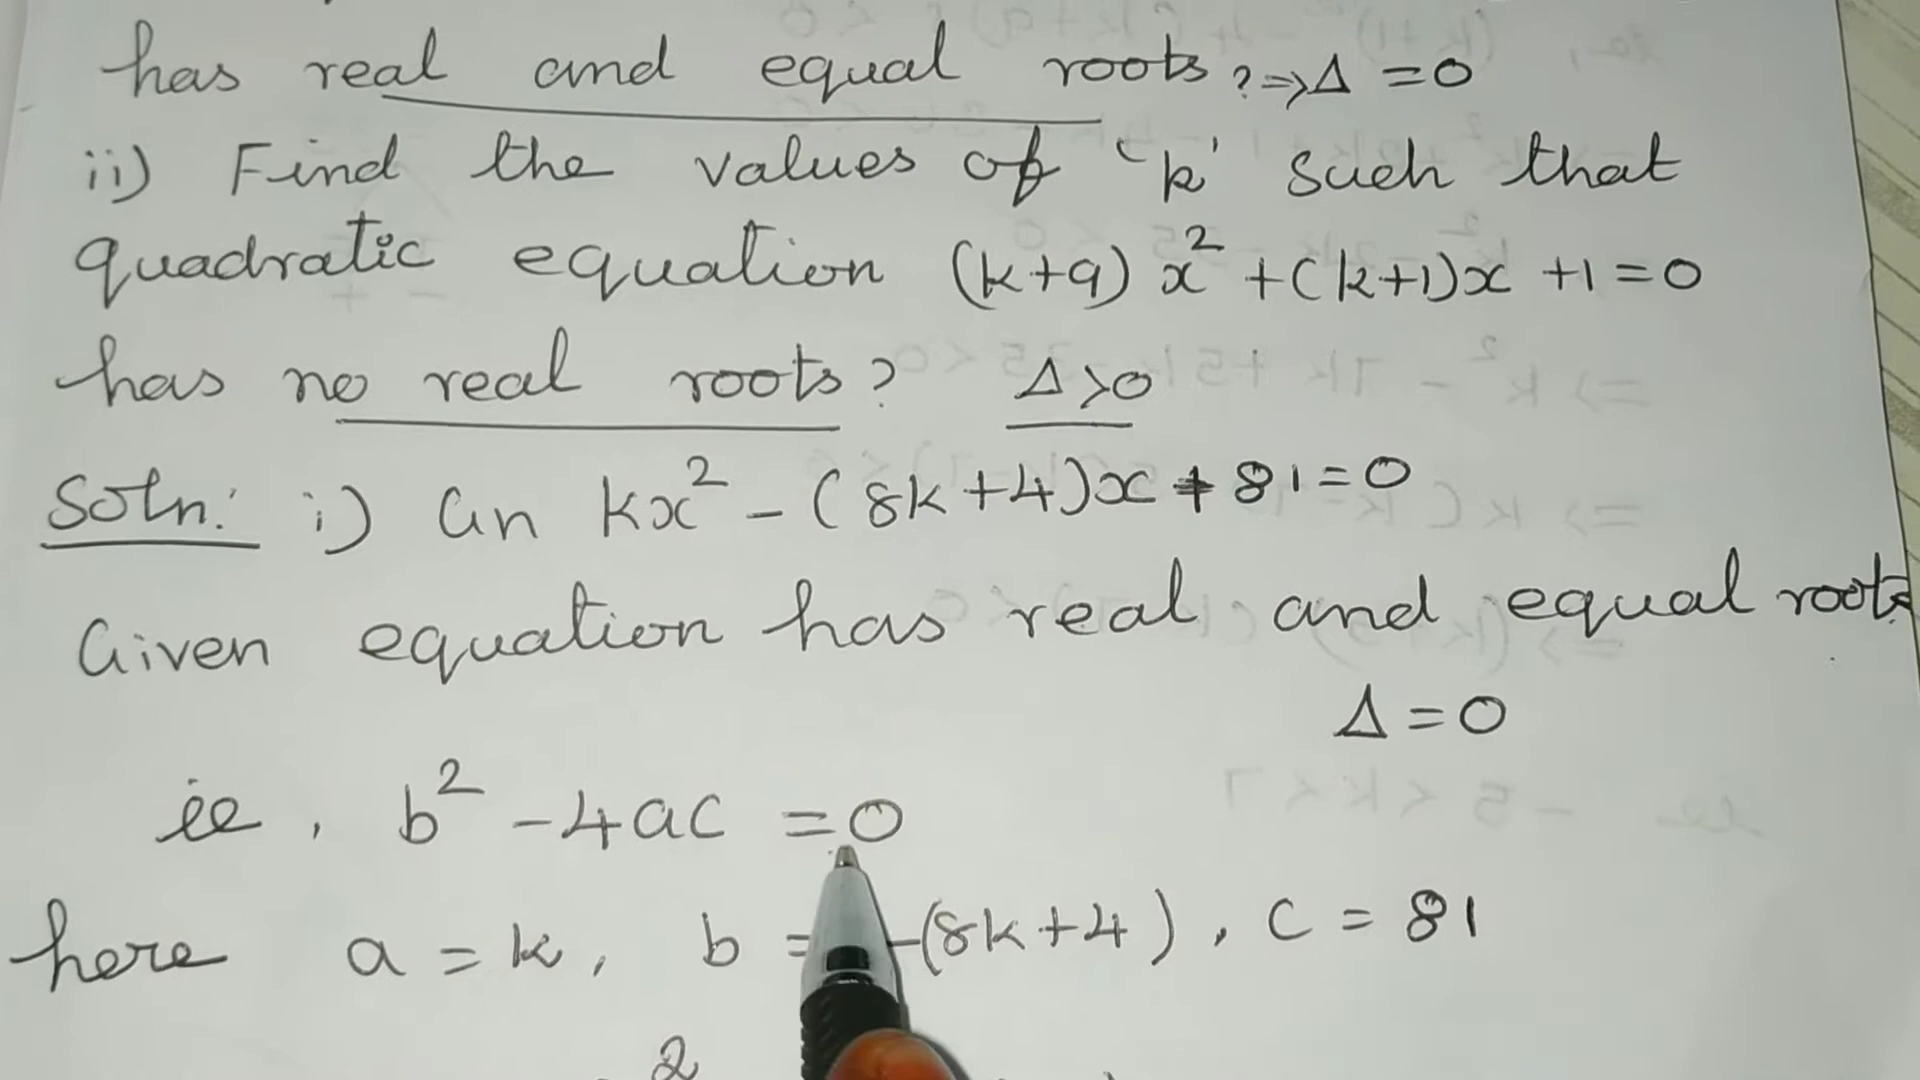 has real and equal roots ? ⇒ Δ = 0
ii) Find the values of 'k' such that
quadratic equation (k+9) x² + (k+1)x + 1 = 0
has no real roots? Δ > 0
Soln: i) Gn kx² - (8k+4)x + 81 = 0
Given equation has real and equal roots
Δ = 0
ie, b² - 4ac = 0
here a = k, b = -(8k+4), c = 81
2